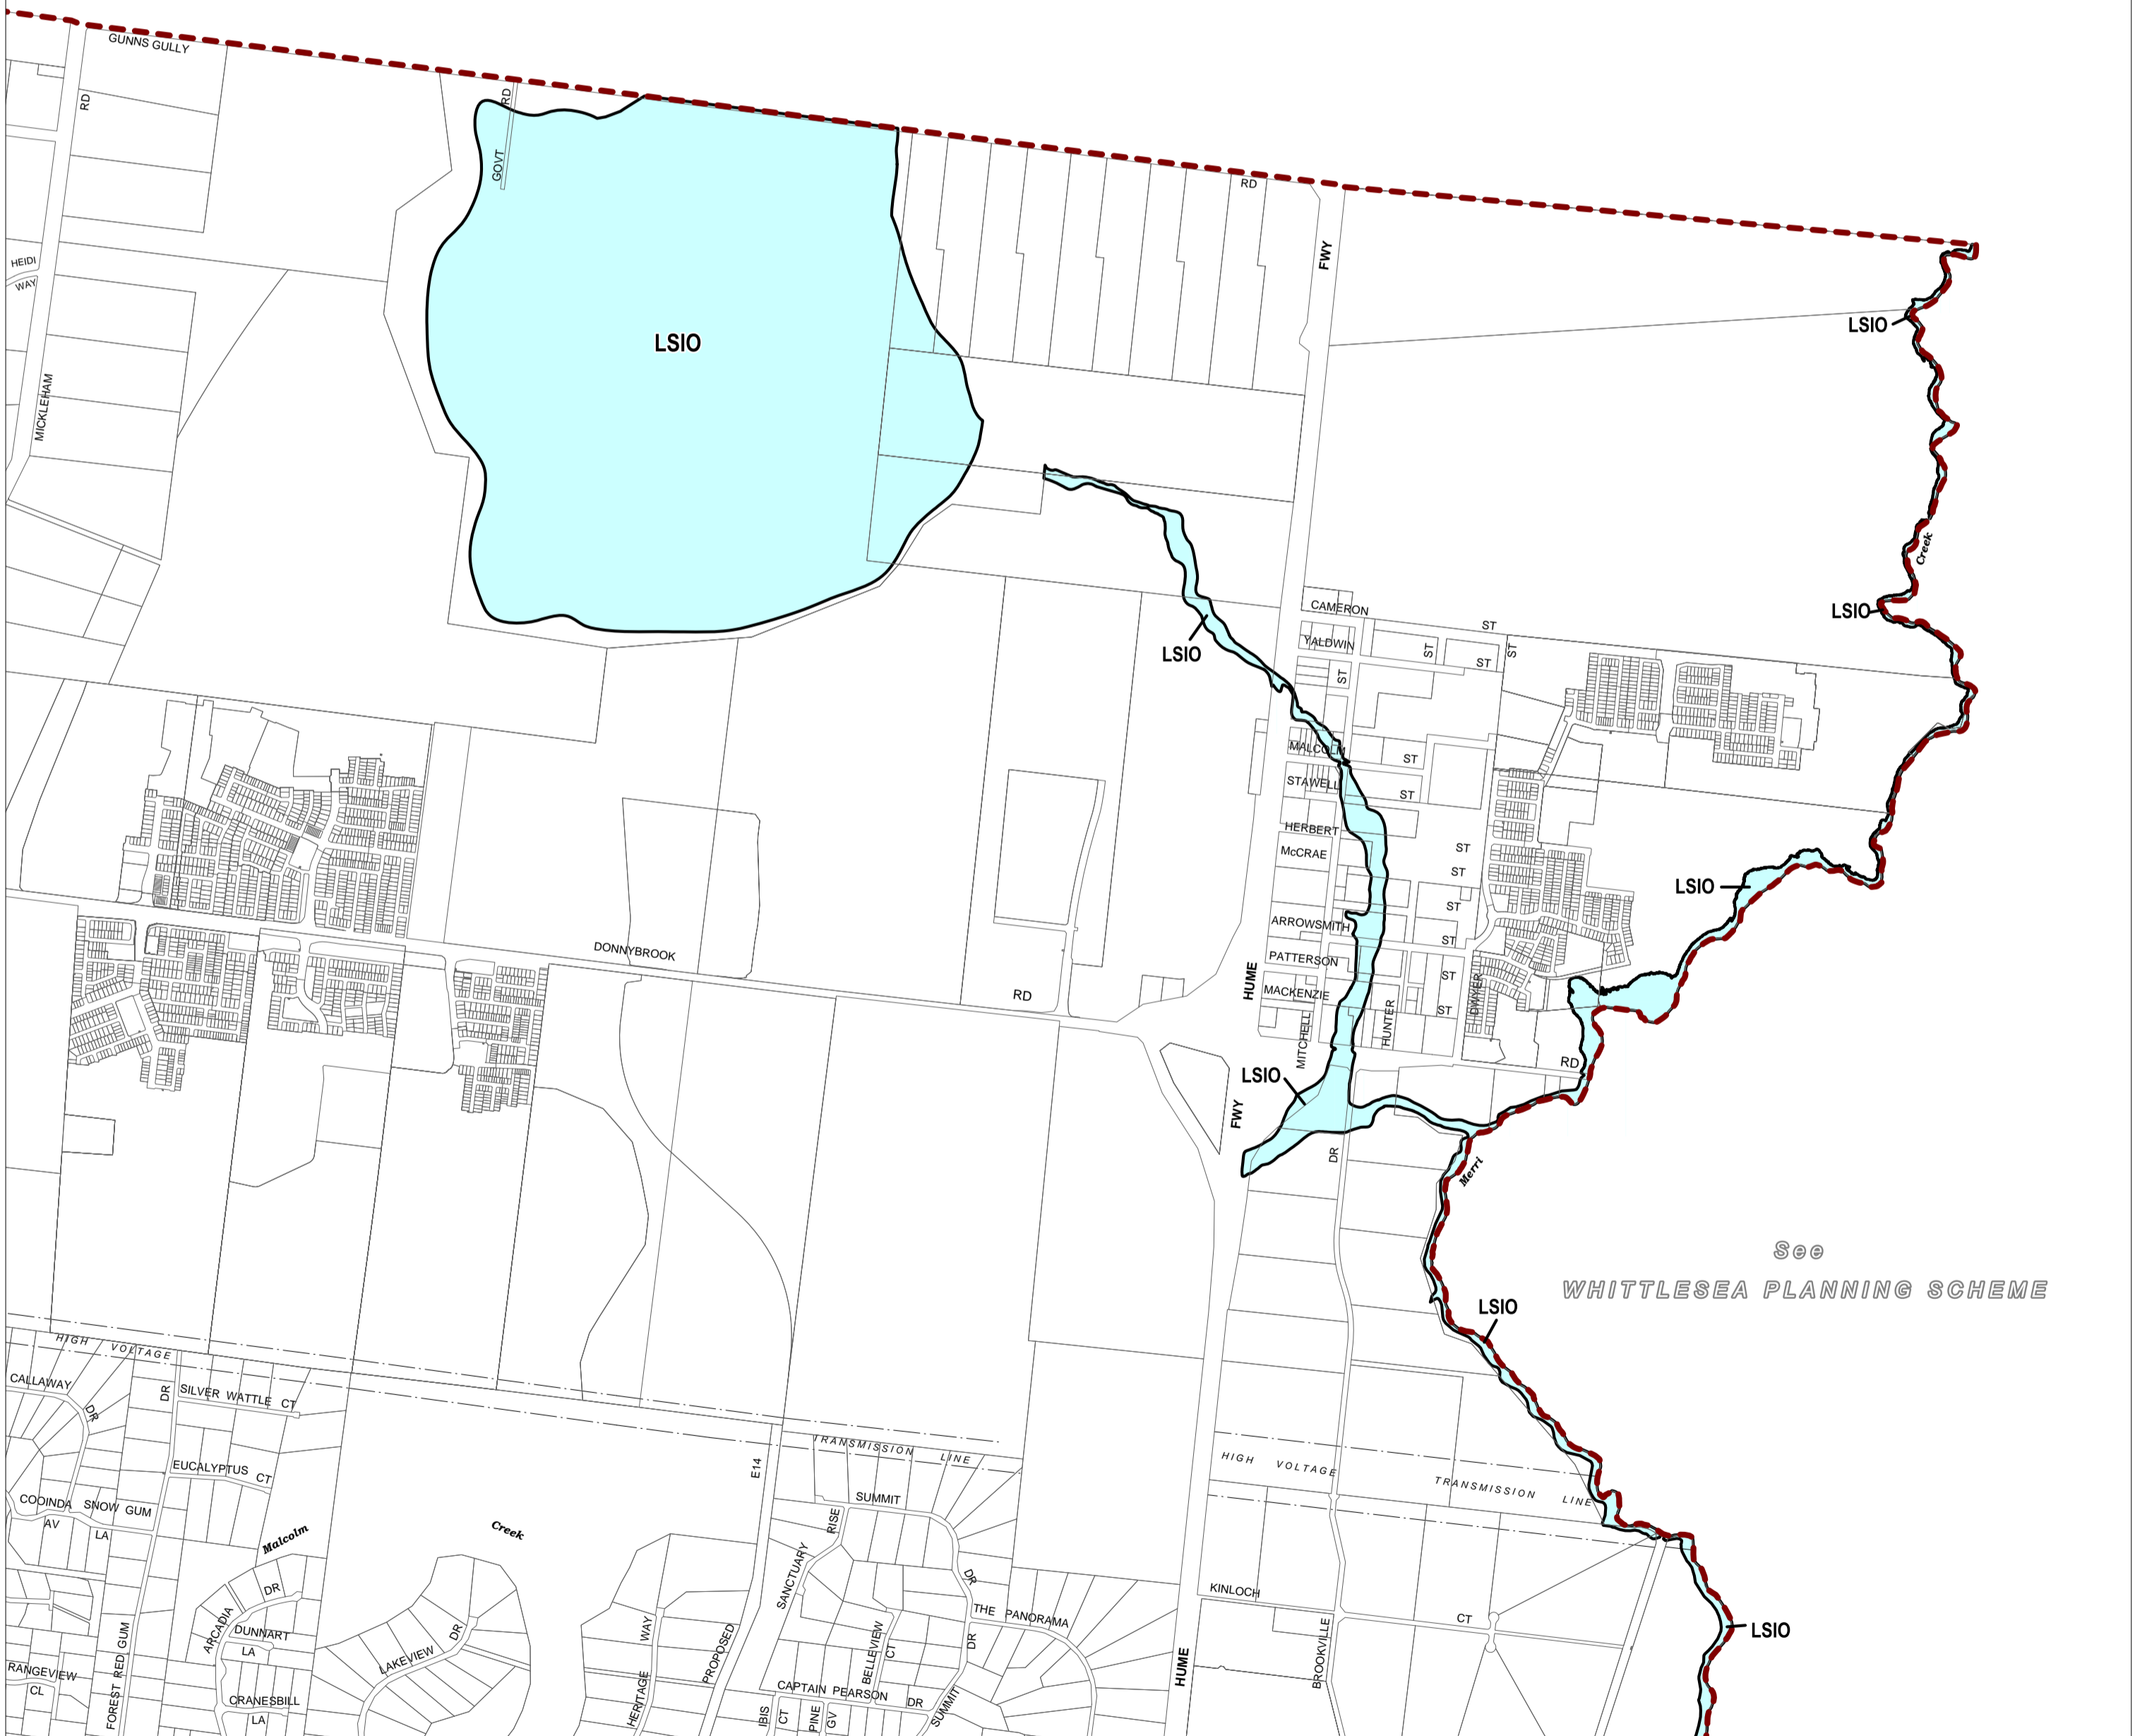 GUNNS GULLY
RD
RD
GOVT
RD
FWY
HEIDI
WAY
LSIO
LSIO
MICKLEHAM
Creek
CAMERON
ST
LSIO
YALDWIN
ST
ST
ST
ST
LSIO
MALCOLM
ST
STAWELL
ST
HERBERT
ST
McCRAE
ST
LSIO
ST
ARROWSMITH
ST
DONNYBROOK
PATTERSON
ST
HUME
MACKENZIE
RD
ST
DWYER
HUNTER
MITCHELL
RD
LSIO
FWY
DR
Merri
See
WHITTLESEA PLANNING SCHEME
LSIO
HIGH VOLTAGE
CALLAWAY
DR
DR
SILVER WATTLE CT
TRANSMISSION LINE
HIGH VOLTAGE
TRANSMISSION LINE
EUCALYPTUS CT
E14
COOINDA
AV
SNOW GUM
LA
SUMMIT
RISE
Malcolm
Creek
SANCTUARY
DR
KINLOCH
CT
DR
ARCADIA
THE PANORAMA
DUNNART
LA
LAKEVIEW
DR
WAY
HERITAGE
PROPOSED
BELLEVIEW
CT
DR
LSIO
HUME
BROOKVILLE
RANGEVIEW
CL
FOREST RED GUM
CRANESBILL
LA
CAPTAIN PEARSON DR
IBIS
CT
PINE
GV
SUMMIT